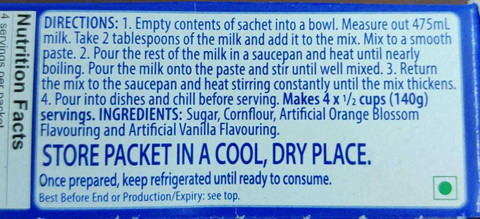 DIRECTIONS: 1. Empty contents of sachet into a bowl. Measure out 475mL
milk. Take 2 tablespoons of the milk and add it to the mix. Mix to a smooth
paste. 2. Pour the rest of the milk in a saucepan and heat until nearly
boiling. Pour the milk onto the paste and stir until well mixed. 3. Return
the mix to the saucepan and heat stirring constantly until the mix thickens.
4. Pour into dishes and chill before serving. Makes 4 x 1/2 cups (140g)
servings. INGREDIENTS: Sugar, Cornflour, Artificial Orange Blossom
Flavouring and Artificial Vanilla Flavouring.
STORE PACKET IN A COOL, DRY PLACE.
Once prepared, keep refrigerated until ready to consume.
Best Before End or Production/Expiry: see top.
Nutrition Facts
4 servings per packet